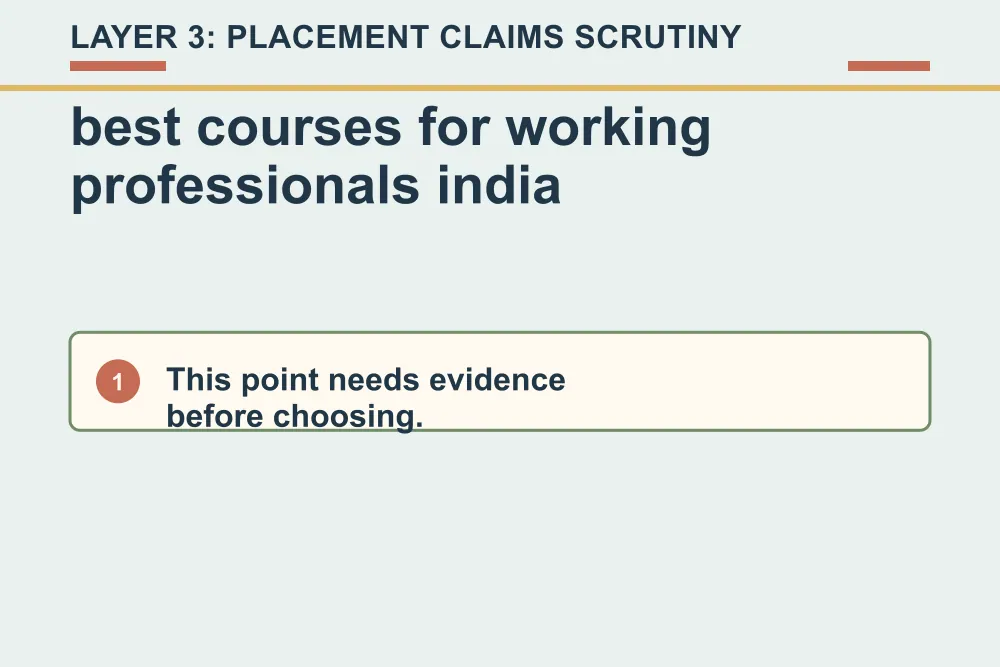 LAYER 3: PLACEMENT CLAIMS SCRUTINY
best courses for working
professionals india
1 This point needs evidence
before choosing.